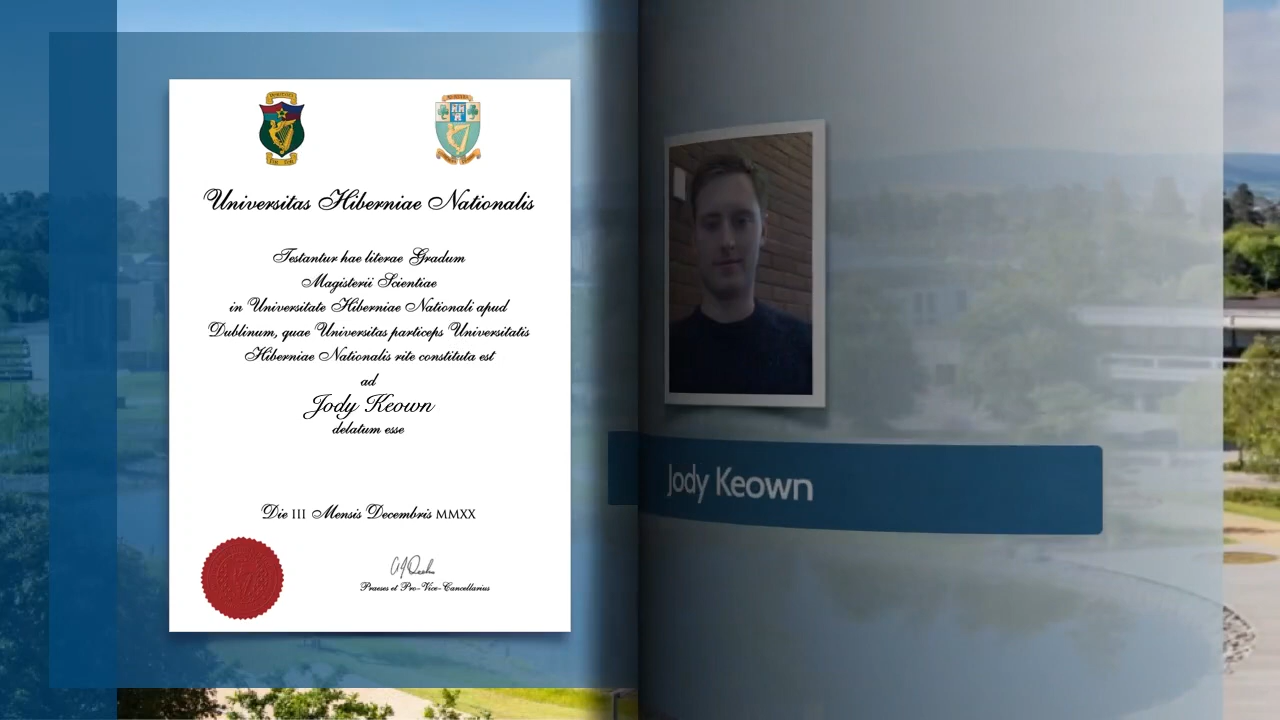 Universitas Hiberniae Nationalis
Testantur hae literae Gradum
Magisterii Scientiae
in Universitate Hiberniae Nationali apud
Dublinum, quae Universitas particeps Universitatis
Hiberniae Nationalis rite constituta est
ad
Jody Keown
delatum esse
Die III Mensis Decembris MMXX
Praeses et Pro-Vice-Cancellarius
Jody Keown